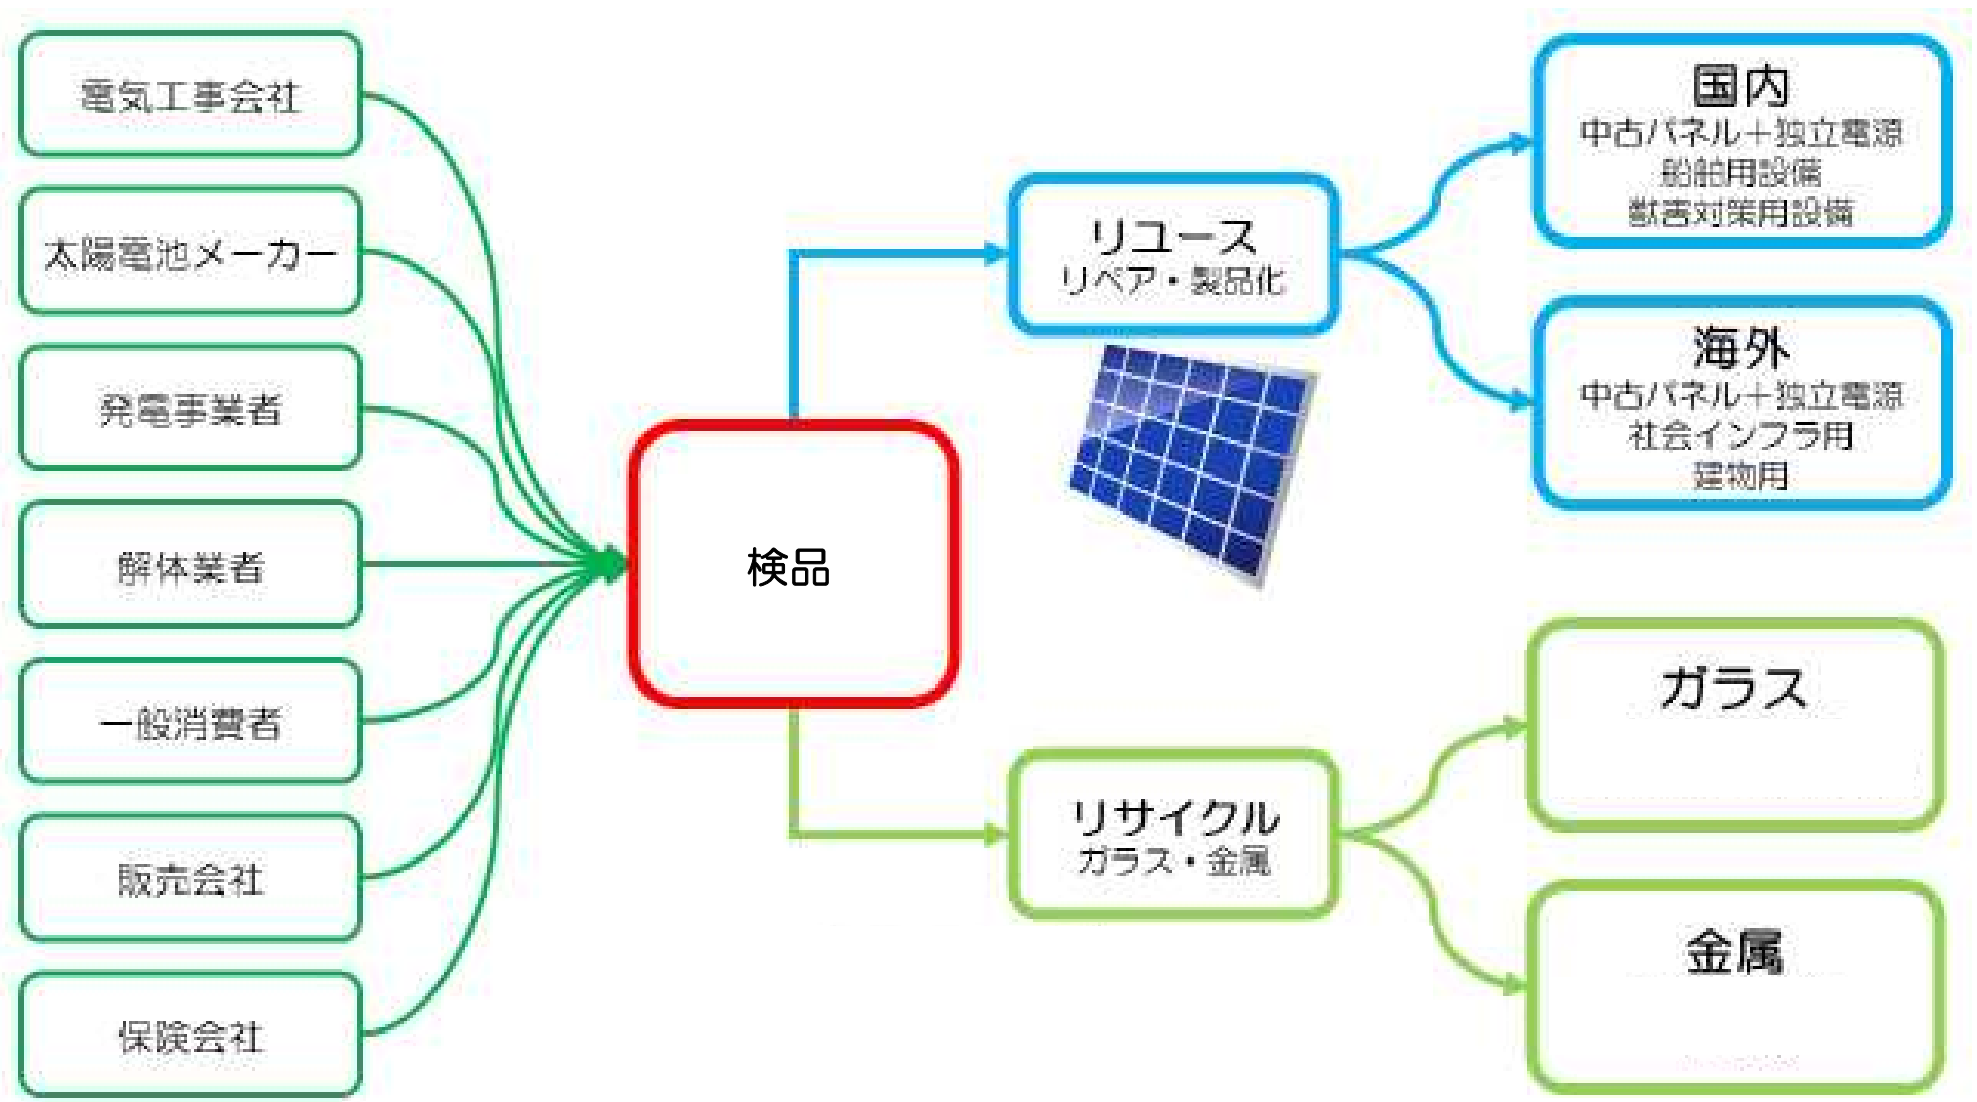 電気工事会社
太陽電池メーカー
発電事業者
解体業者
一般消費者
販売会社
保険会社
検品
リユース
リペア・製品化
国内
中古パネル＋独立電源
船舶用設備
獣害対策用設備
海外
中古パネル＋独立電源
社会インフラ用
建物用
リサイクル
ガラス・金属
ガラス
金属